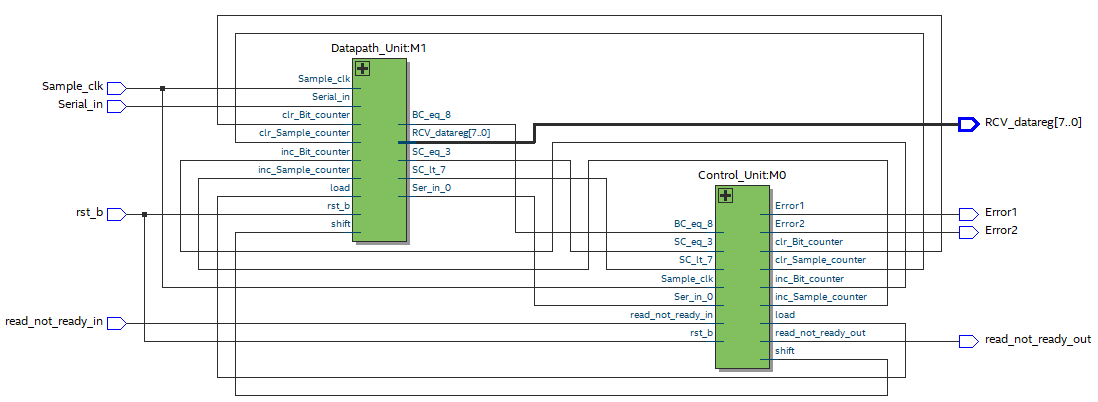 Datapath_Unit:M1
Sample_clk
Serial_in
rst_b
read_not_ready_in
Sample_clk
Serial_in
clr_Bit_counter
clr_Sample_counter
inc_Bit_counter
inc_Sample_counter
load
rst_b
shift
BC_eq_8
RCV_datareg[7..0]
SC_eq_3
SC_lt_7
Ser_in_0
Control_Unit:M0
BC_eq_8
SC_eq_3
SC_lt_7
Sample_clk
Ser_in_0
read_not_ready_in
rst_b
Error1
Error2
clr_Bit_counter
clr_Sample_counter
inc_Bit_counter
inc_Sample_counter
load
read_not_ready_out
shift
RCV_datareg[7..0]
Error1
Error2
read_not_ready_out